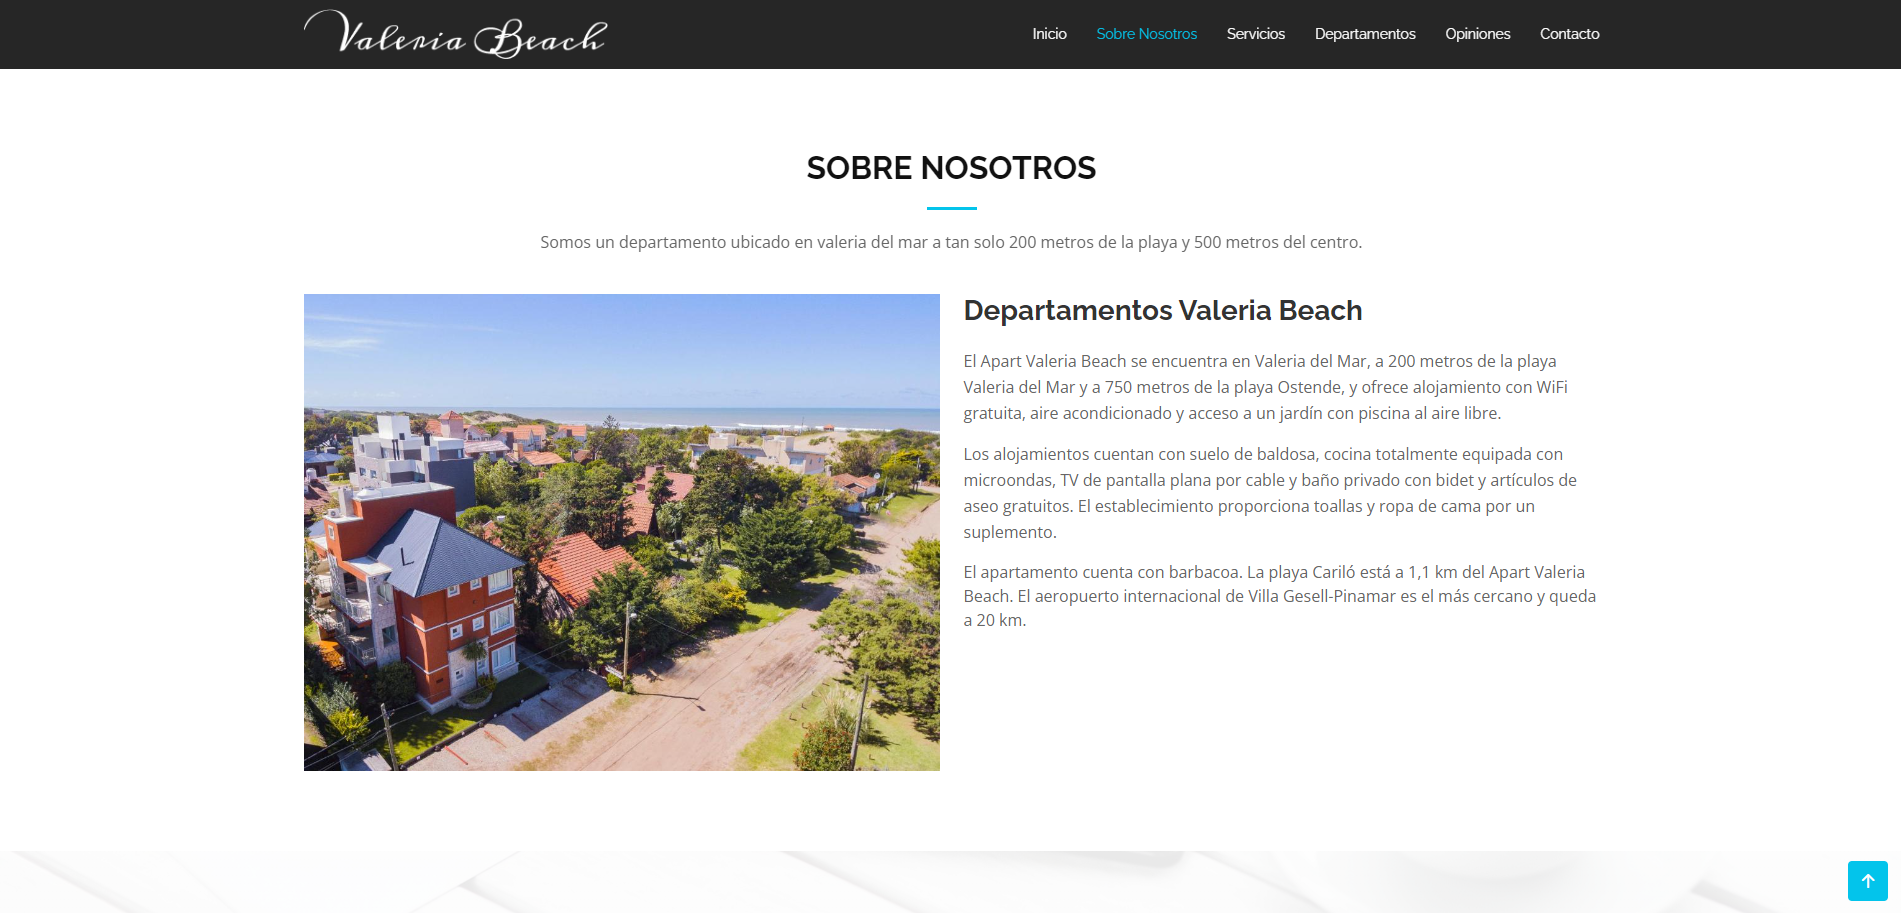 Valeria Beach
Inicio Sobre Nosotros Servicios Departamentos Opiniones Contacto
SOBRE NOSOTROS
Somos un departamento ubicado en valeria del mar a tan solo 200 metros de la playa y 500 metros del centro.
Departamentos Valeria Beach
El Apart Valeria Beach se encuentra en Valeria del Mar, a 200 metros de la playa
Valeria del Mar y a 750 metros de la playa Ostende, y ofrece alojamiento con WiFi
gratuita, aire acondicionado y acceso a un jardín con piscina al aire libre.
Los alojamientos cuentan con suelo de baldosa, cocina totalmente equipada con
microondas, TV de pantalla plana por cable y baño privado con bidet y artículos de
aseo gratuitos. El establecimiento proporciona toallas y ropa de cama por un
suplemento.
El apartamento cuenta con barbacoa. La playa Cariló está a 1,1 km del Apart Valeria
Beach. El aeropuerto internacional de Villa Gesell-Pinamar es el más cercano y queda
a 20 km.